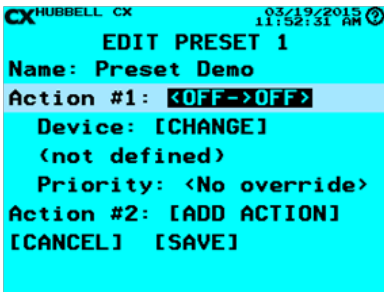 CX HUBBELL CX 03/19/2015
11:52:31 AM ?
EDIT PRESET 1
Name: Preset Demo
Action #1: <OFF->OFF>
Device: [CHANGE]
(not defined)
Priority: <No override>
Action #2: [ADD ACTION]
[CANCEL] [SAVE]